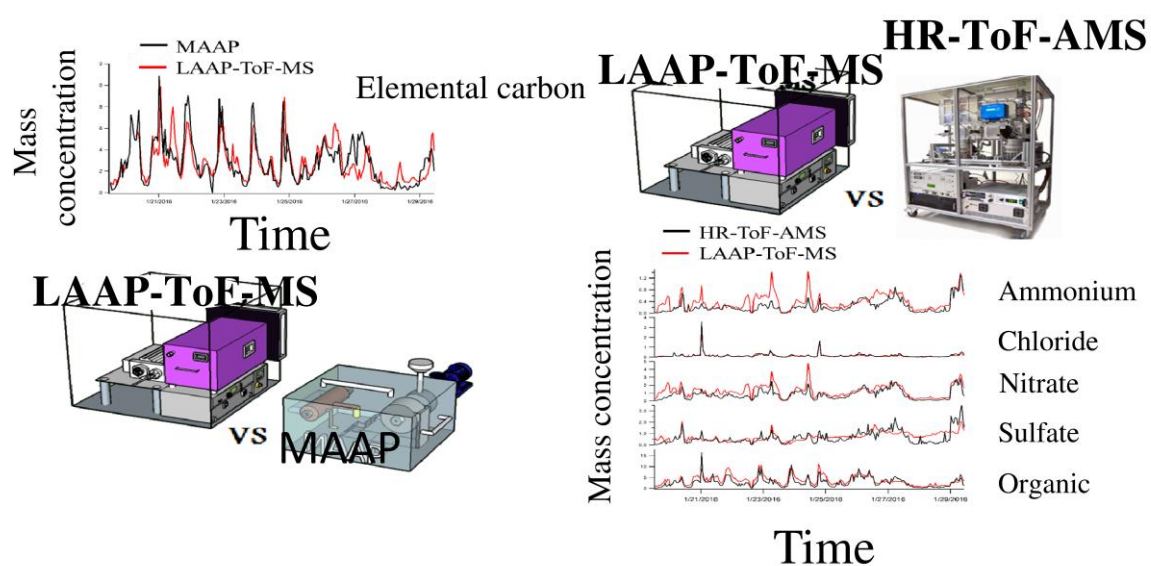 MAAP
LAAP-ToF-MS
Elemental carbon
Mass
concentration
1/21/2016
1/23/2016
1/25/2016
1/27/2016
1/29/2016
Time
LAAP-ToF-MS
VS
MAAP
HR-ToF-AMS
LAAP-ToF-MS
VS
HR-ToF-AMS
LAAP-ToF-MS
Mass concentration
Ammonium
Chloride
Nitrate
Sulfate
Organic
1/21/2016
1/23/2016
1/25/2016
1/27/2016
1/29/2016
Time